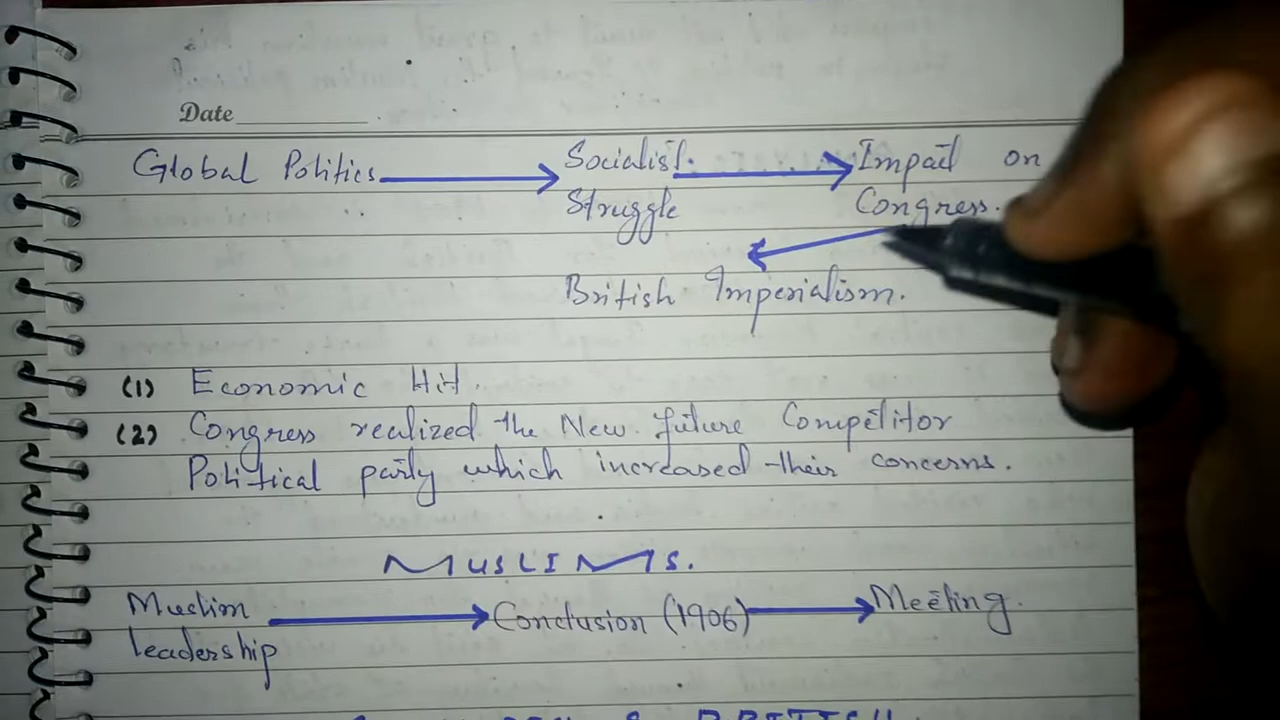 Date
Global Politics Socialist. Impact on
Struggle Congress.
British Imperialism.
(1) Economic Hit.
(2) Congress realized the New future Competitor
Political party which increased their concerns.
MUSLIMS.
Muslim Conclusion (1906) Meeting.
leadership
& BRITISH.